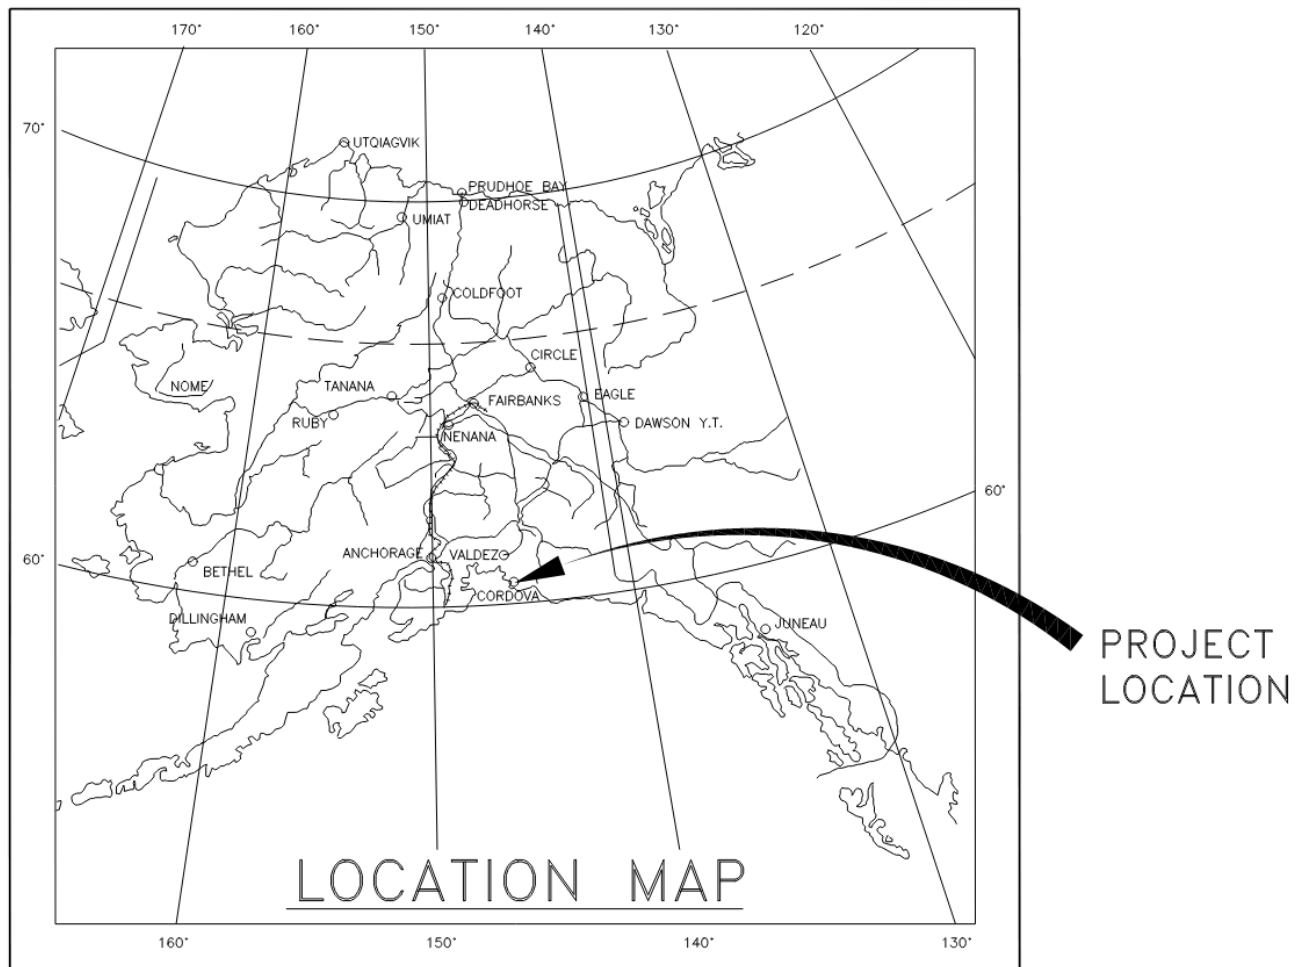 170° 160° 150° 140° 130° 120°
70°
UTQIAGVIK
PRUDHOE BAY
DEADHORSE
UMIAT
COLDFOOT
CIRCLE
NOME
TANANA
EAGLE
FAIRBANKS
RUBY
DAWSON Y.T.
NENANA
60°
ANCHORAGE
VALDEZ
60°
BETHEL
CORDOVA
DILLINGHAM
JUNEAU
PROJECT
LOCATION
LOCATION MAP
160° 150° 140° 130°